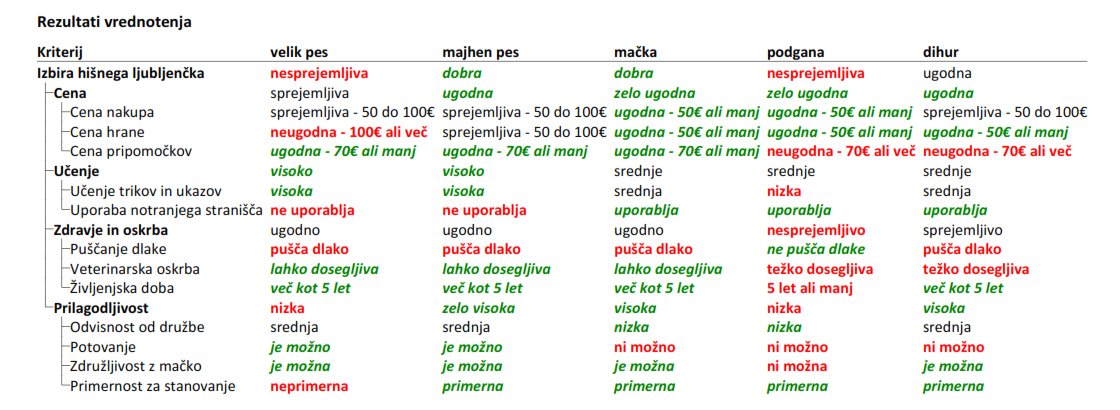 Rezultati vrednotenja
Kriterij velik pes majhen pes mačka podgana dihur
Izbira hišnega ljubljenčka nesprejemljiva dobra dobra nesprejemljiva ugodna
Cena sprejemljiva ugodna zelo ugodna zelo ugodna ugodna
Cena nakupa sprejemljiva - 50 do 100€ sprejemljiva - 50 do 100€ ugodna - 50€ ali manj ugodna - 50€ ali manj sprejemljiva - 50 do 100€
Cena hrane neugodna - 100€ ali več sprejemljiva - 50 do 100€ ugodna - 50€ ali manj ugodna - 50€ ali manj ugodna - 50€ ali manj
Cena pripomočkov ugodna - 70€ ali manj ugodna - 70€ ali manj ugodna - 70€ ali manj neugodna - 70€ ali več neugodna - 70€ ali več
Učenje visoko visoko srednje srednje srednje
Učenje trikov in ukazov visoka visoka srednja nizka srednja
Uporaba notranjega stranišča ne uporablja ne uporablja uporablja uporablja uporablja
Zdravje in oskrba ugodno ugodno ugodno nesprejemljivo sprejemljivo
Puščanje dlake pušča dlako pušča dlako pušča dlako ne pušča dlake pušča dlako
Veterinarska oskrba lahko dosegljiva lahko dosegljiva lahko dosegljiva težko dosegljiva težko dosegljiva
Življenjska doba več kot 5 let več kot 5 let več kot 5 let 5 let ali manj več kot 5 let
Prilagodljivost nizka zelo visoka visoka nizka visoka
Odvisnost od družbe srednja srednja nizka nizka srednja
Potovanje je možno je možno ni možno ni možno ni možno
Združljivost z mačko je možna je možna je možna ni možna je možna
Primernost za stanovanje neprimerna primerna primerna primerna primerna